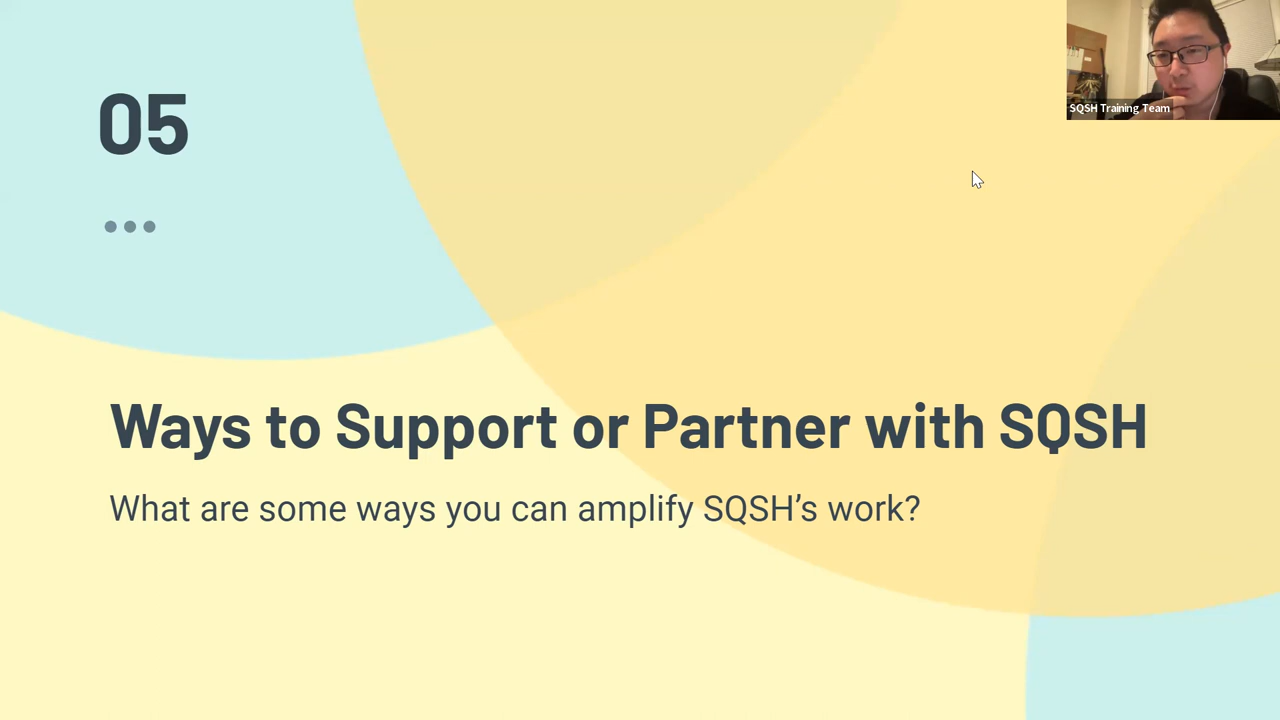 SQSH Training Team
05
Ways to Support or Partner with SQSH
What are some ways you can amplify SQSH’s work?